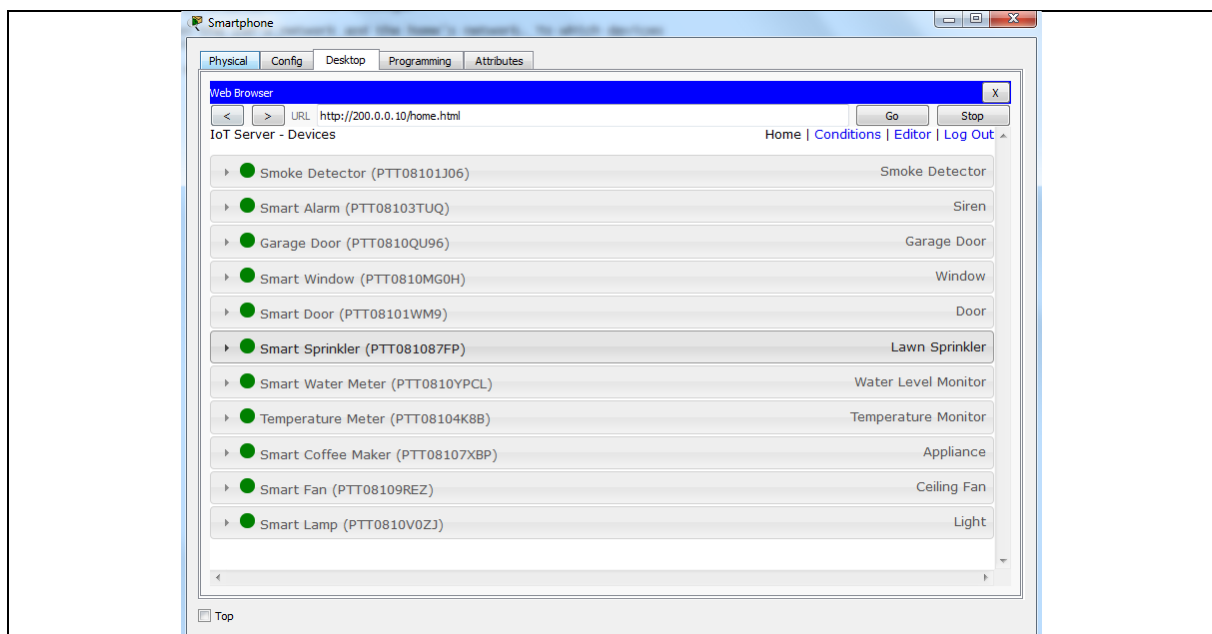 Smartphone
Physical Config Desktop Programming Attributes
Web Browser X
< > URL http://200.0.0.10/home.html Go Stop
IoT Server - Devices Home | Conditions | Editor | Log Out
Smoke Detector (PTT08101J06) Smoke Detector
Smart Alarm (PTT08103TUQ) Siren
Garage Door (PTT0810QU96) Garage Door
Smart Window (PTT0810MG0H) Window
Smart Door (PTT08101WM9) Door
Smart Sprinkler (PTT081087FP) Lawn Sprinkler
Smart Water Meter (PTT0810YPCL) Water Level Monitor
Temperature Meter (PTT08104K8B) Temperature Monitor
Smart Coffee Maker (PTT08107XBP) Appliance
Smart Fan (PTT08109REZ) Ceiling Fan
Smart Lamp (PTT0810V0ZJ) Light
Top